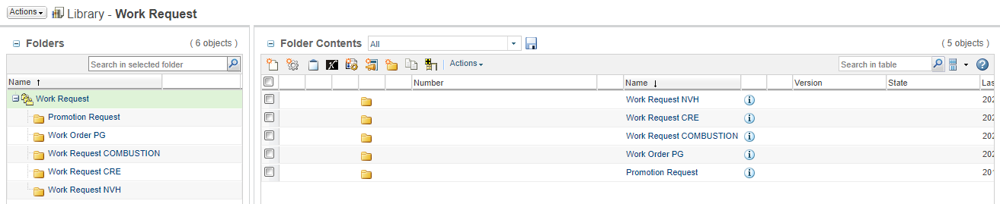 Actions Library - Work Request
Folders ( 6 objects )
Search in selected folder
Name
Work Request
Promotion Request
Work Order PG
Work Request COMBUSTION
Work Request CRE
Work Request NVH
Folder Contents All ( 5 objects )
Actions Search in table
Number Name Version State Las
Work Request NVH 202
Work Request CRE 202
Work Request COMBUSTION 202
Work Order PG 202
Promotion Request 201